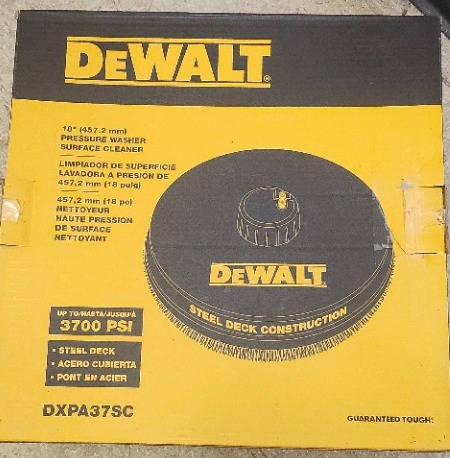 DEWALT®
18" (457,2 mm)
PRESSURE WASHER
SURFACE CLEANER
LIMPIADOR DE SUPERFICIE
LAVADORA A PRESION DE
457,2 mm (18 pulg)
457,2 mm (18 po)
NETTOYEUR
HAUTE PRESSION
DE SURFACE
NETTOYANT
DEWALT
STEEL DECK CONSTRUCTION
UP TO/HASTA/JUSQU'À
3700 PSI
• STEEL DECK
• ACERO CUBIERTA
• PONT EN ACIER
DXPA37SC
GUARANTEED TOUGH®